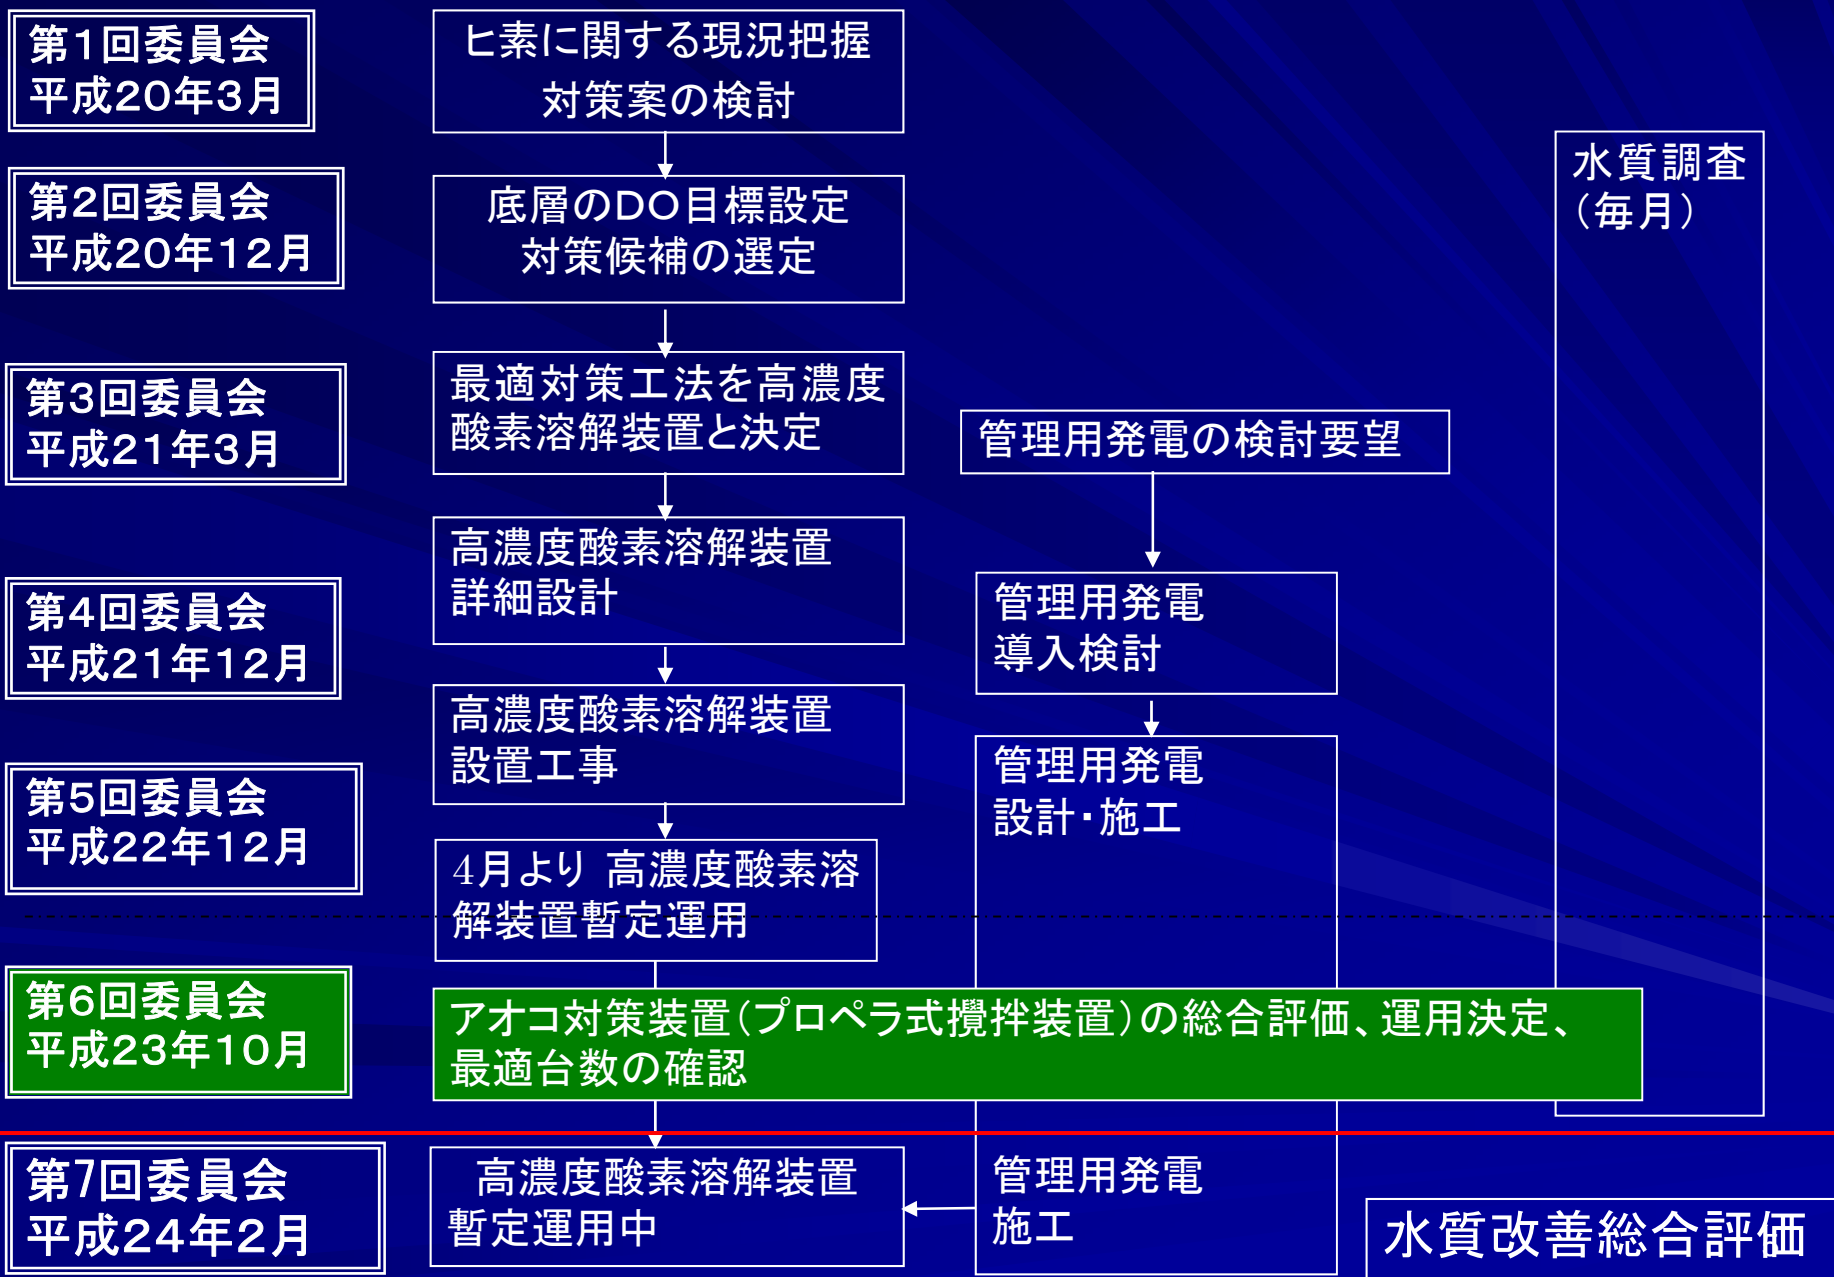 第1回委員会
平成20年3月
ヒ素に関する現況把握
対策案の検討
水質調査
（毎月）
第2回委員会
平成20年12月
底層のDO目標設定
対策候補の選定
第3回委員会
平成21年3月
最適対策工法を高濃度
酸素溶解装置と決定
管理用発電の検討要望
高濃度酸素溶解装置
詳細設計
第4回委員会
平成21年12月
管理用発電
導入検討
高濃度酸素溶解装置
設置工事
管理用発電
設計・施工
第5回委員会
平成22年12月
4月より 高濃度酸素溶
解装置暫定運用
第6回委員会
平成23年10月
アオコ対策装置（プロペラ式攪拌装置）の総合評価、運用決定、
最適台数の確認
第7回委員会
平成24年2月
高濃度酸素溶解装置
暫定運用中
管理用発電
施工
水質改善総合評価